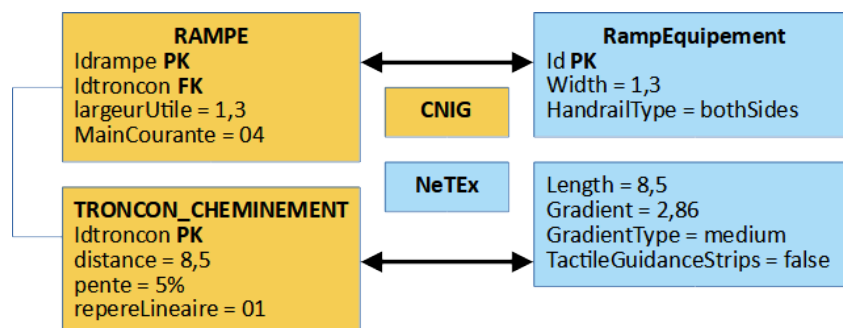 RAMPE
Idrampe PK
Idtroncon FK
largeurUtile = 1,3
MainCourante = 04
RampEquipement
Id PK
Width = 1,3
HandrailType = bothSides
CNIG
NeTEx
TRONCON_CHEMINEMENT
Idtroncon PK
distance = 8,5
pente = 5%
repereLineaire = 01
Length = 8,5
Gradient = 2,86
GradientType = medium
TactileGuidanceStrips = false